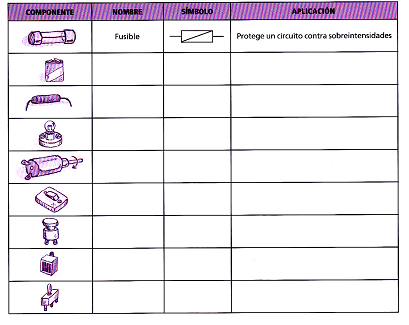 COMPONENTE NOMBRE SÍMBOLO APLICACIÓN
Fusible Protege un circuito contra sobreintensidades